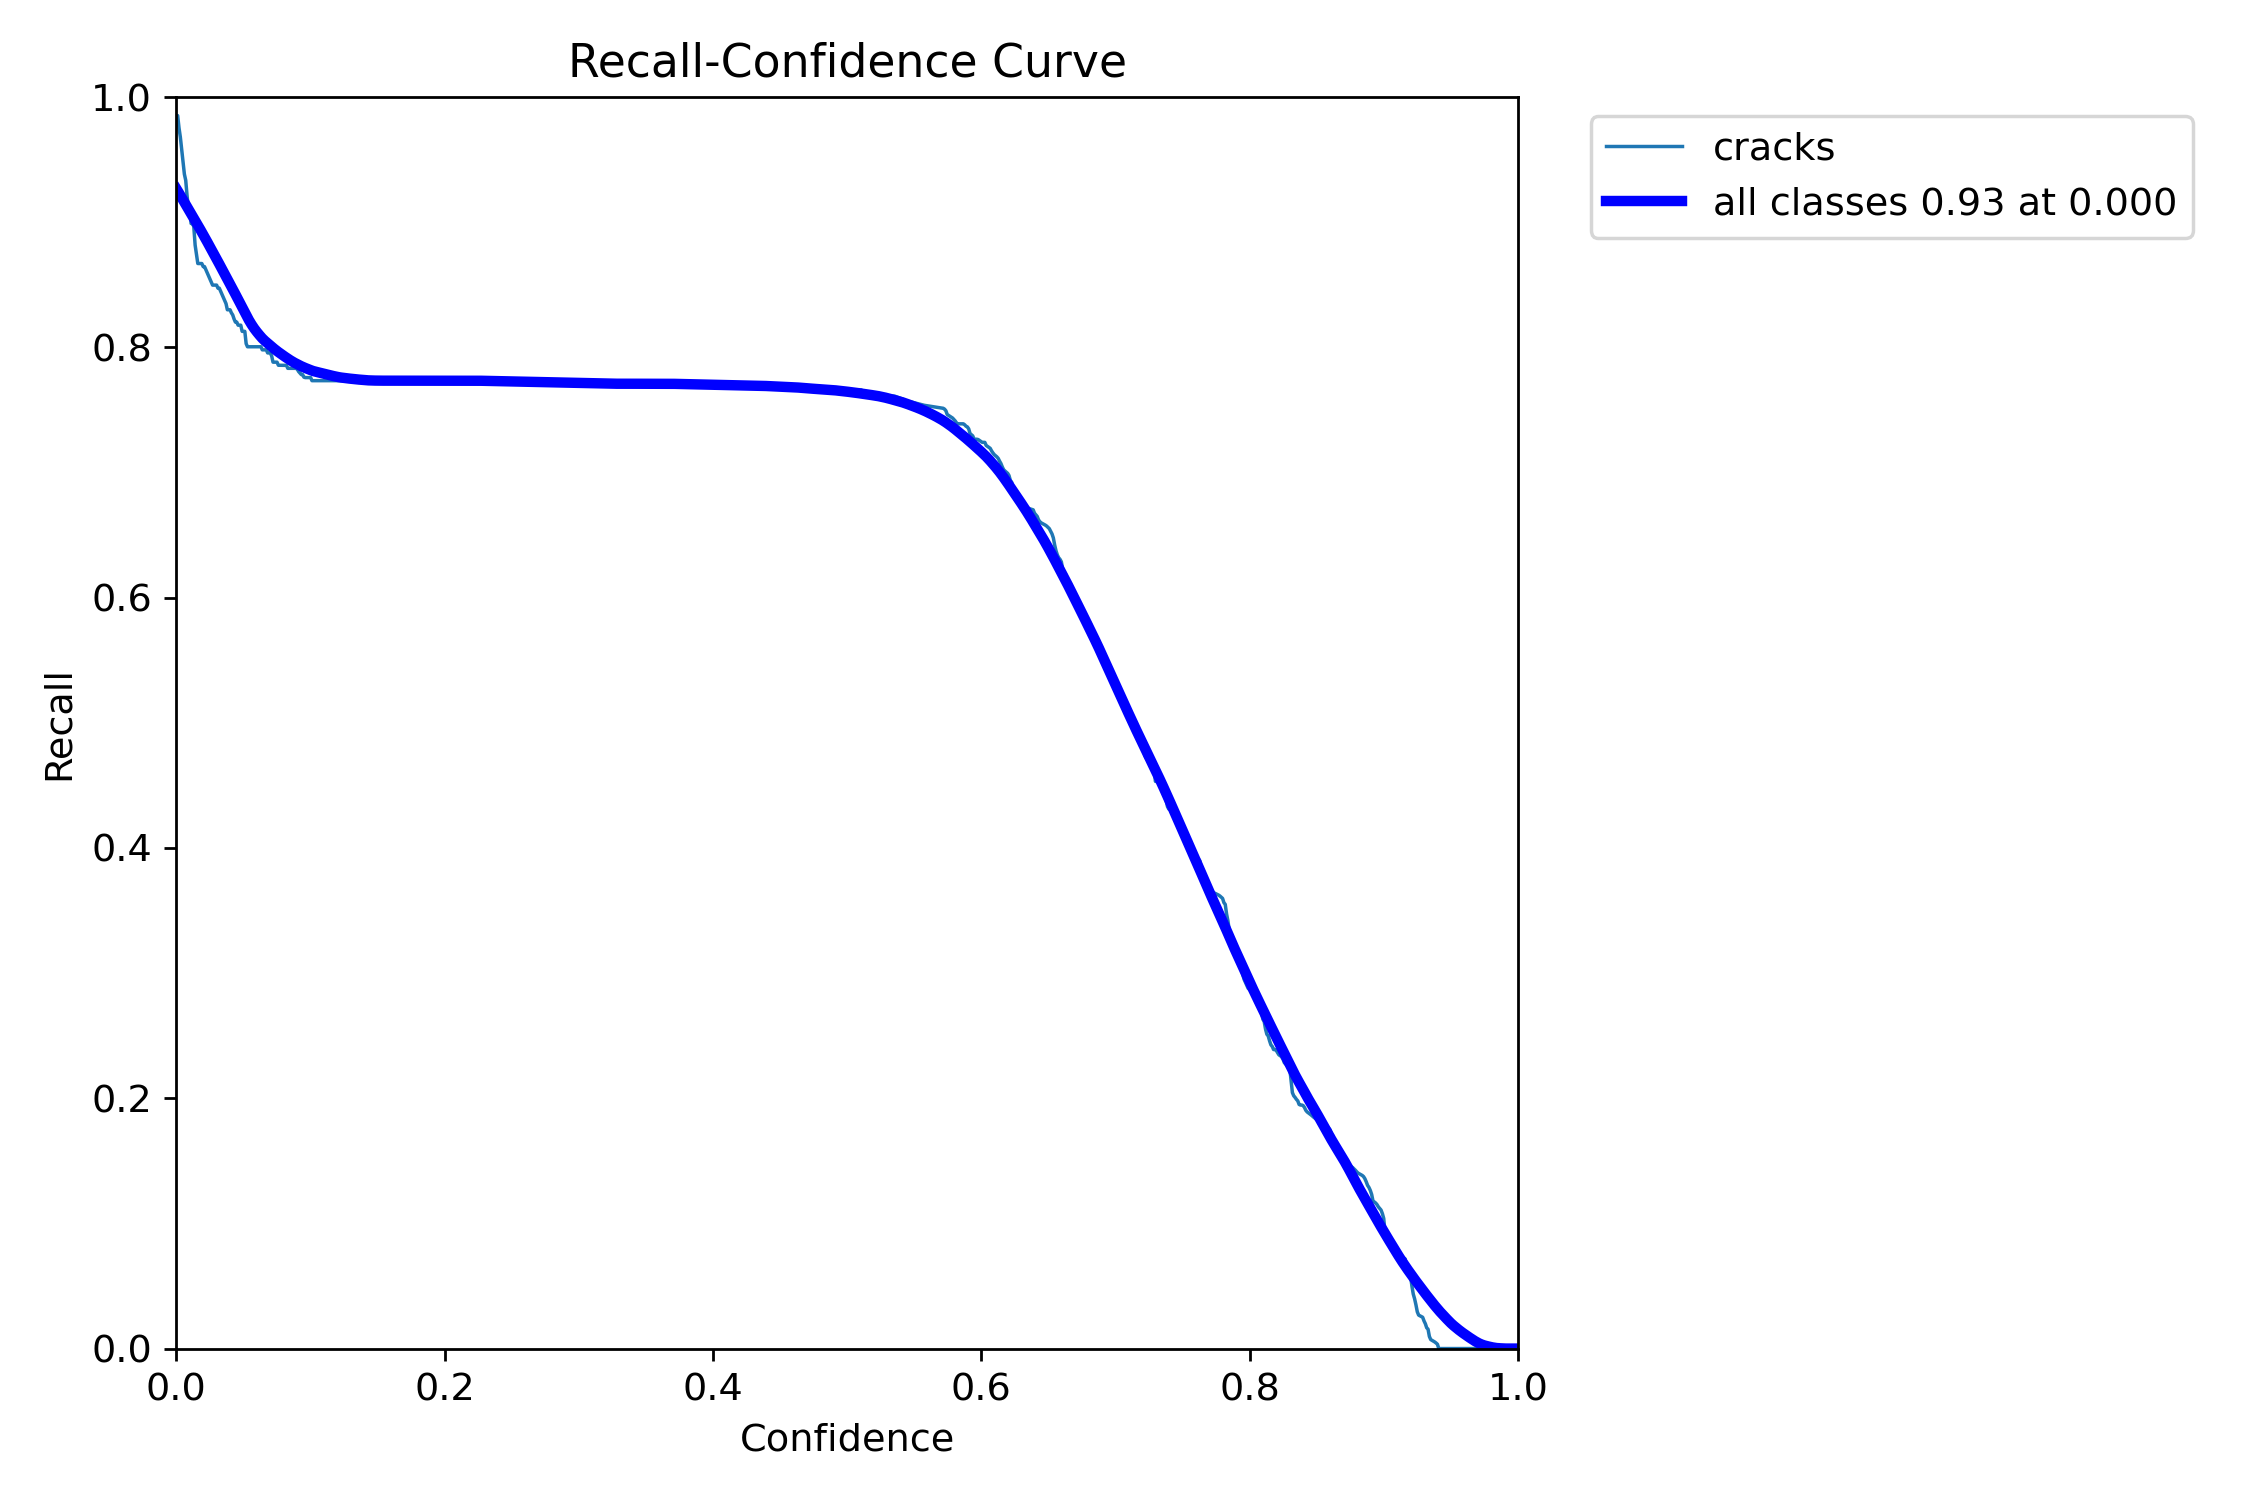 Recall-Confidence Curve
1.0
0.8
0.6
0.4
0.2
0.0
Recall
0.0 0.2 0.4 0.6 0.8 1.0
Confidence
cracks
all classes 0.93 at 0.000